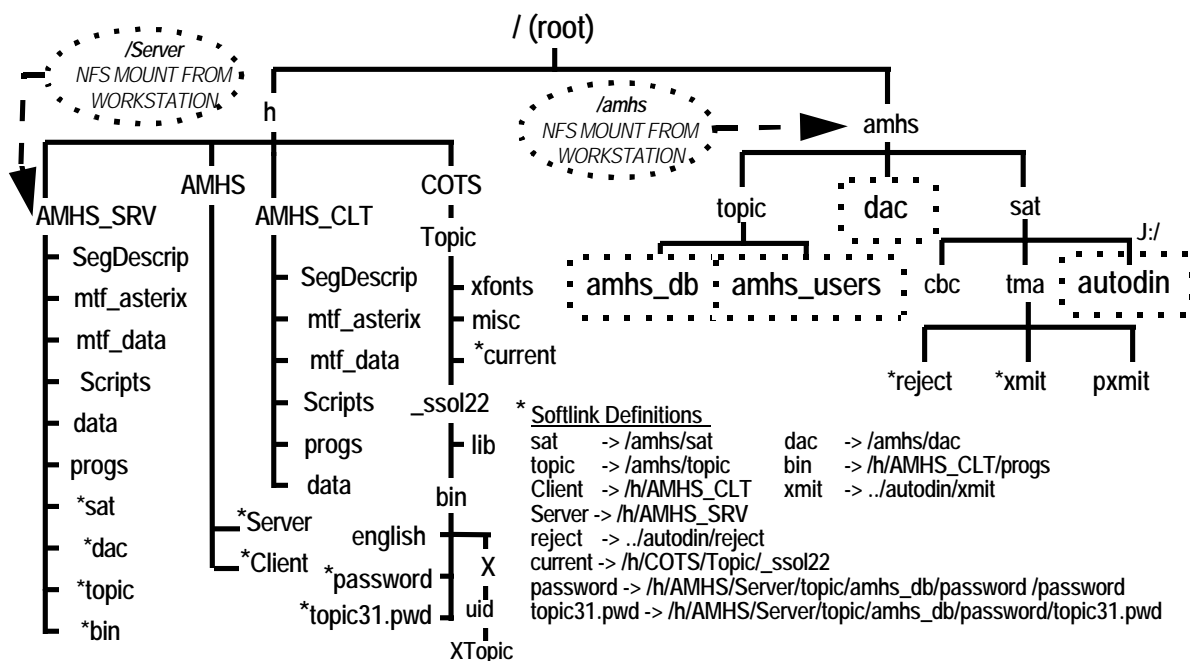 / (root)
/Server
NFS MOUNT FROM
WORKSTATION
h
/amhs
NFS MOUNT FROM
WORKSTATION
amhs
AMHS_SRV
SegDescrip
mtf_asterix
mtf_data
Scripts
data
progs
*sat
*dac
*topic
*bin
AMHS
*Server
*Client
AMHS_CLT
SegDescrip
mtf_asterix
mtf_data
Scripts
progs
data
COTS
Topic
xfonts
misc
*current
_ssol22
lib
bin
english
*password
*topic31.pwd
X
uid
XTopic
topic
dac
sat
J:/
amhs_db
amhs_users
cbc
tma
autodin
*reject
*xmit
pxmit
* Softlink Definitions
sat -> /amhs/sat dac -> /amhs/dac
topic -> /amhs/topic bin -> /h/AMHS_CLT/progs
Client -> /h/AMHS_CLT xmit -> ../autodin/xmit
Server -> /h/AMHS_SRV
reject -> ../autodin/reject
current -> /h/COTS/Topic/_ssol22
password -> /h/AMHS/Server/topic/amhs_db/password /password
topic31.pwd -> /h/AMHS/Server/topic/amhs_db/password/topic31.pwd